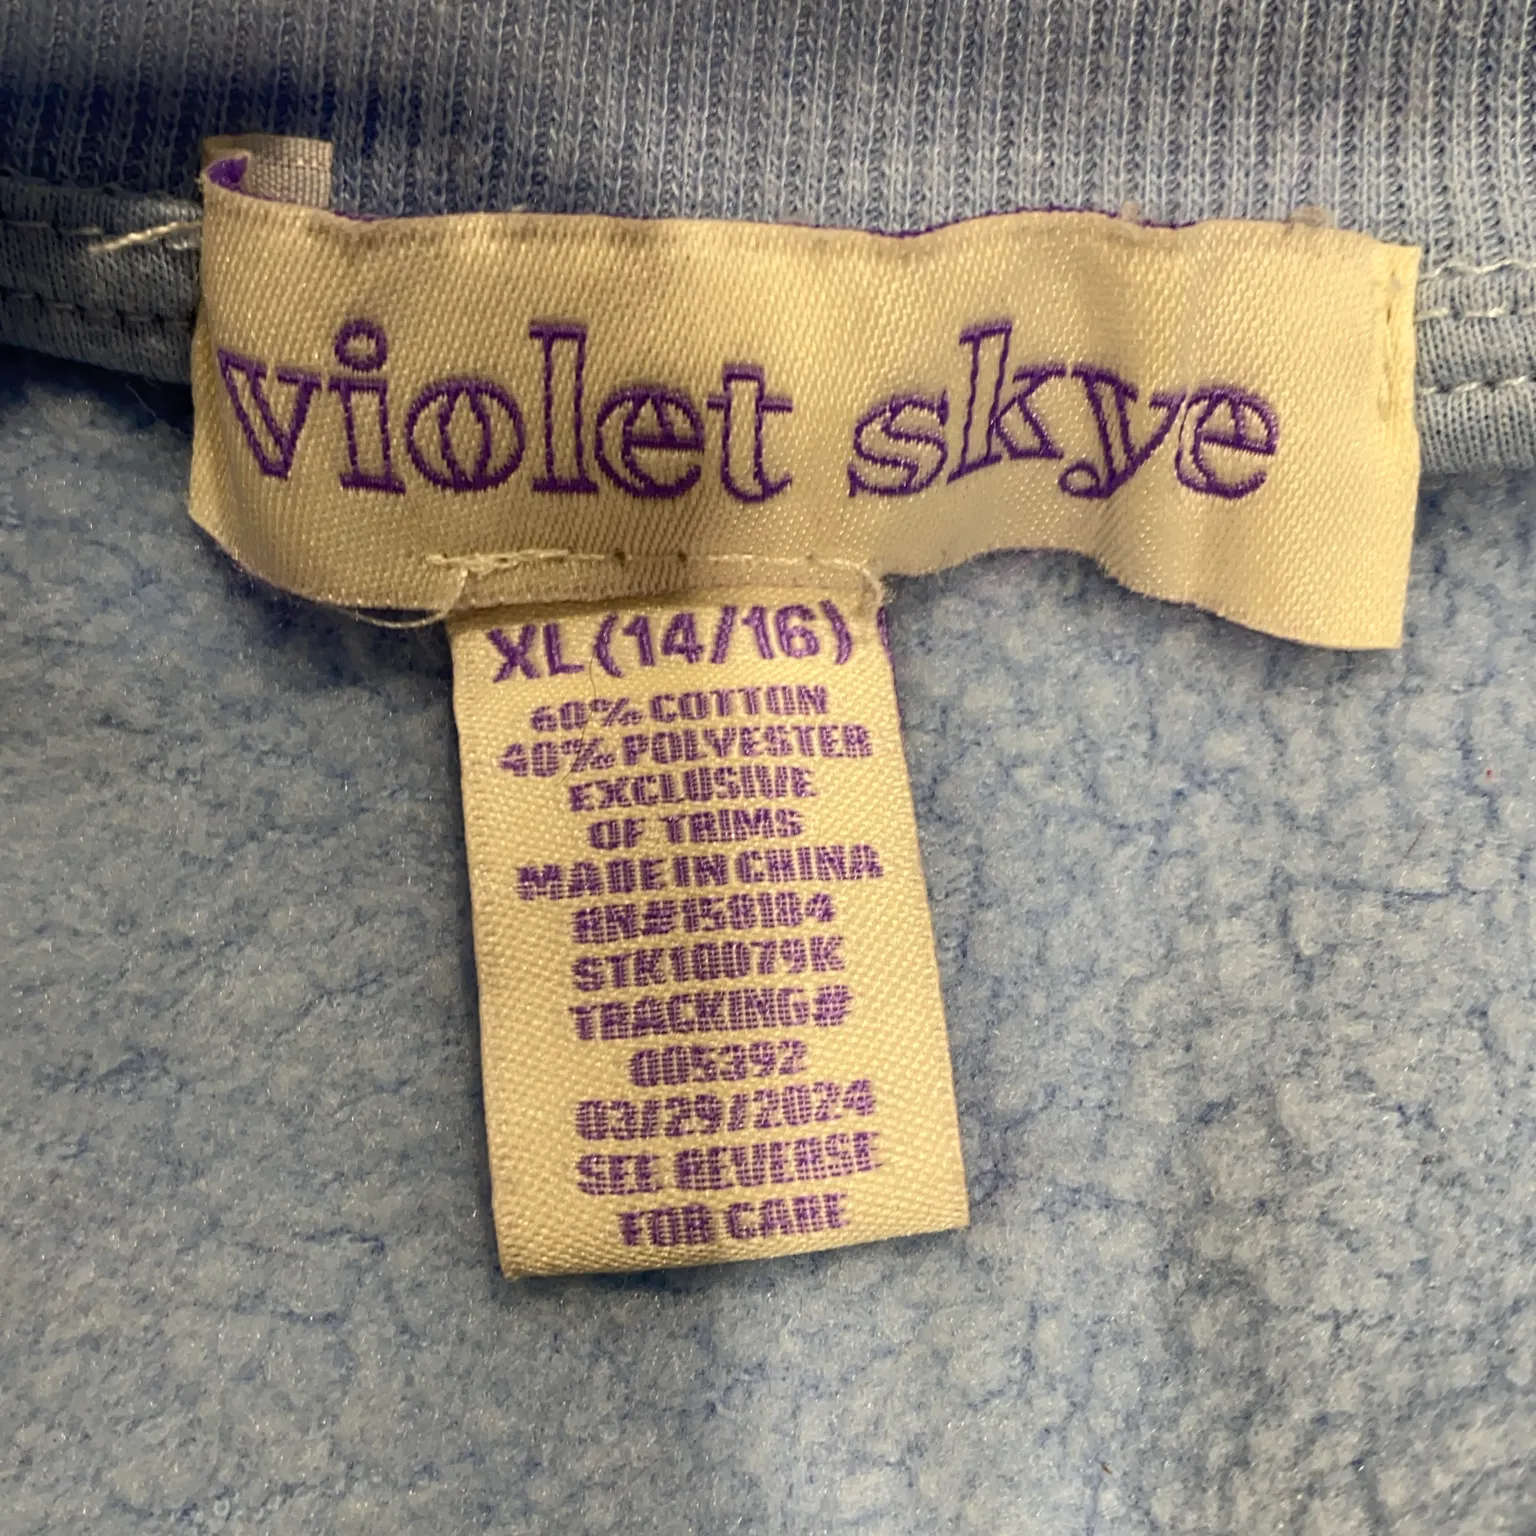 violet skye
XL(14/16)
60% COTTON
40% POLYESTER
EXCLUSIVE
OF TRIMS
MADE IN CHINA
RN#158184
STK10079K
TRACKING#
005392
03/29/2024
SEE REVERSE
FOR CARE